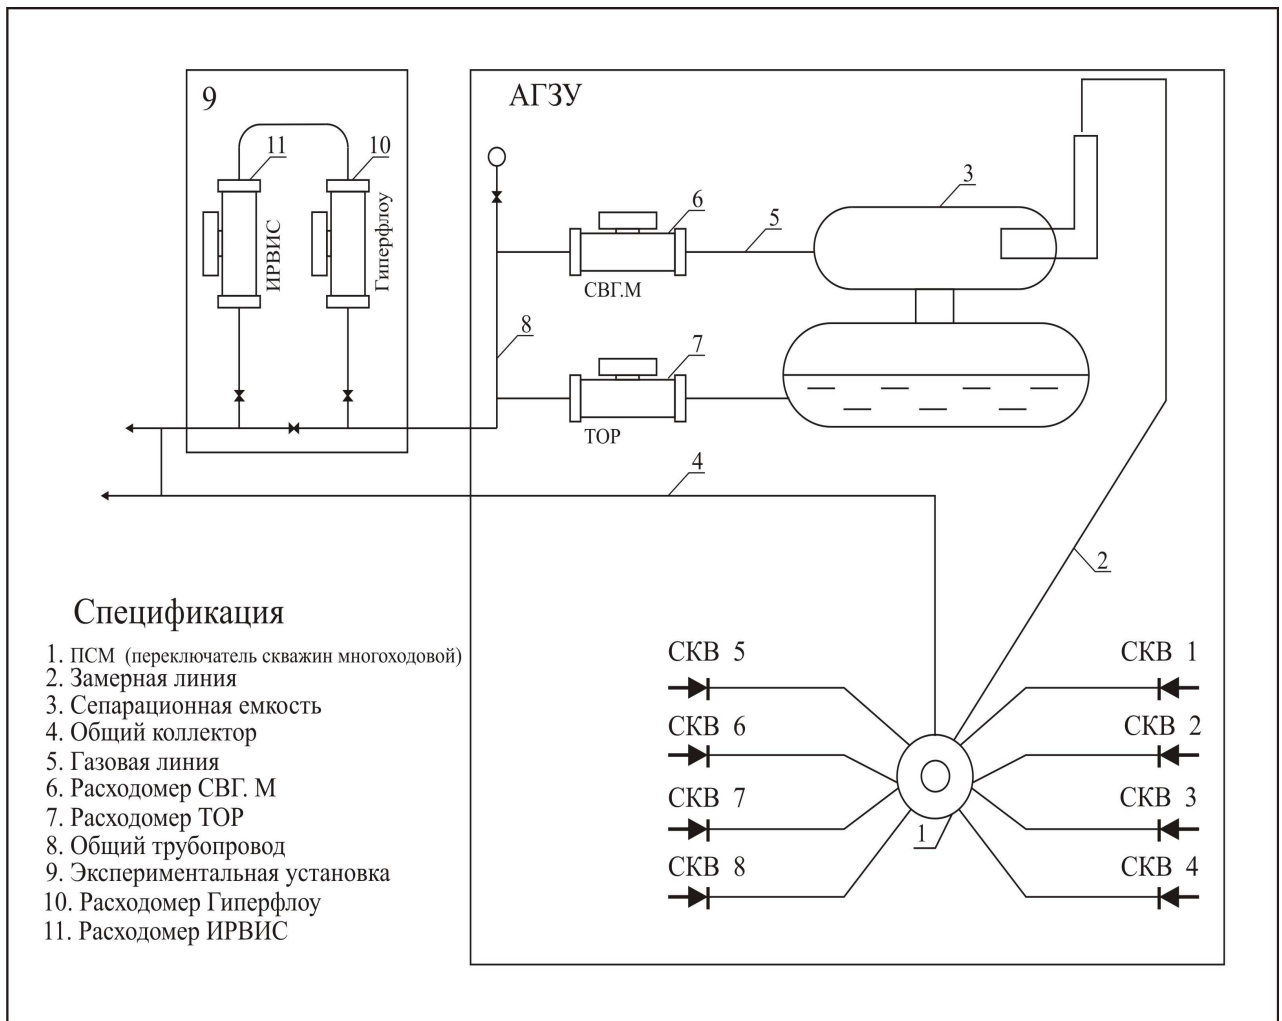 9
АГЗУ
11
10
3
6
5
ИРВИС
Гиперфлоу
СВГ.М
8
7
ТОР
4
2
Спецификация
1. ПСМ (переключатель скважин многоходовой)
2. Замерная линия
3. Сепарационная емкость
4. Общий коллектор
5. Газовая линия
6. Расходомер СВГ. М
7. Расходомер ТОР
8. Общий трубопровод
9. Экспериментальная установка
10. Расходомер Гиперфлоу
11. Расходомер ИРВИС
СКВ 5
СКВ 1
СКВ 6
СКВ 2
СКВ 7
СКВ 3
1
СКВ 8
СКВ 4